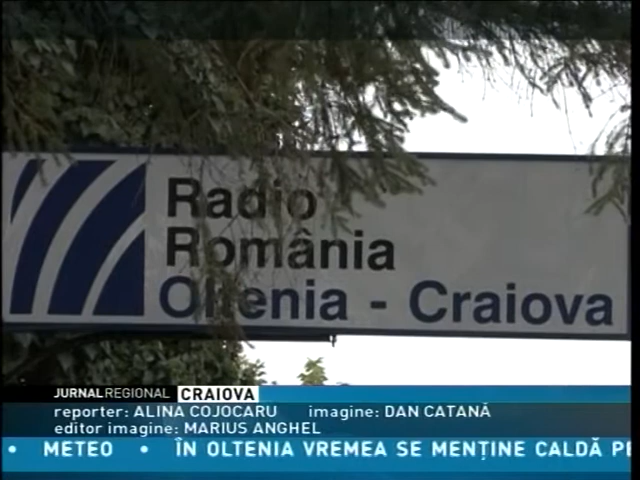 Radio
România
Oltenia - Craiova
JURNALREGIONAL CRAIOVA
reporter: ALINA COJOCARU imagine: DAN CATANĂ
editor imagine: MARIUS ANGHEL
• METEO • ÎN OLTENIA VREMEA SE MENȚINE CALDĂ